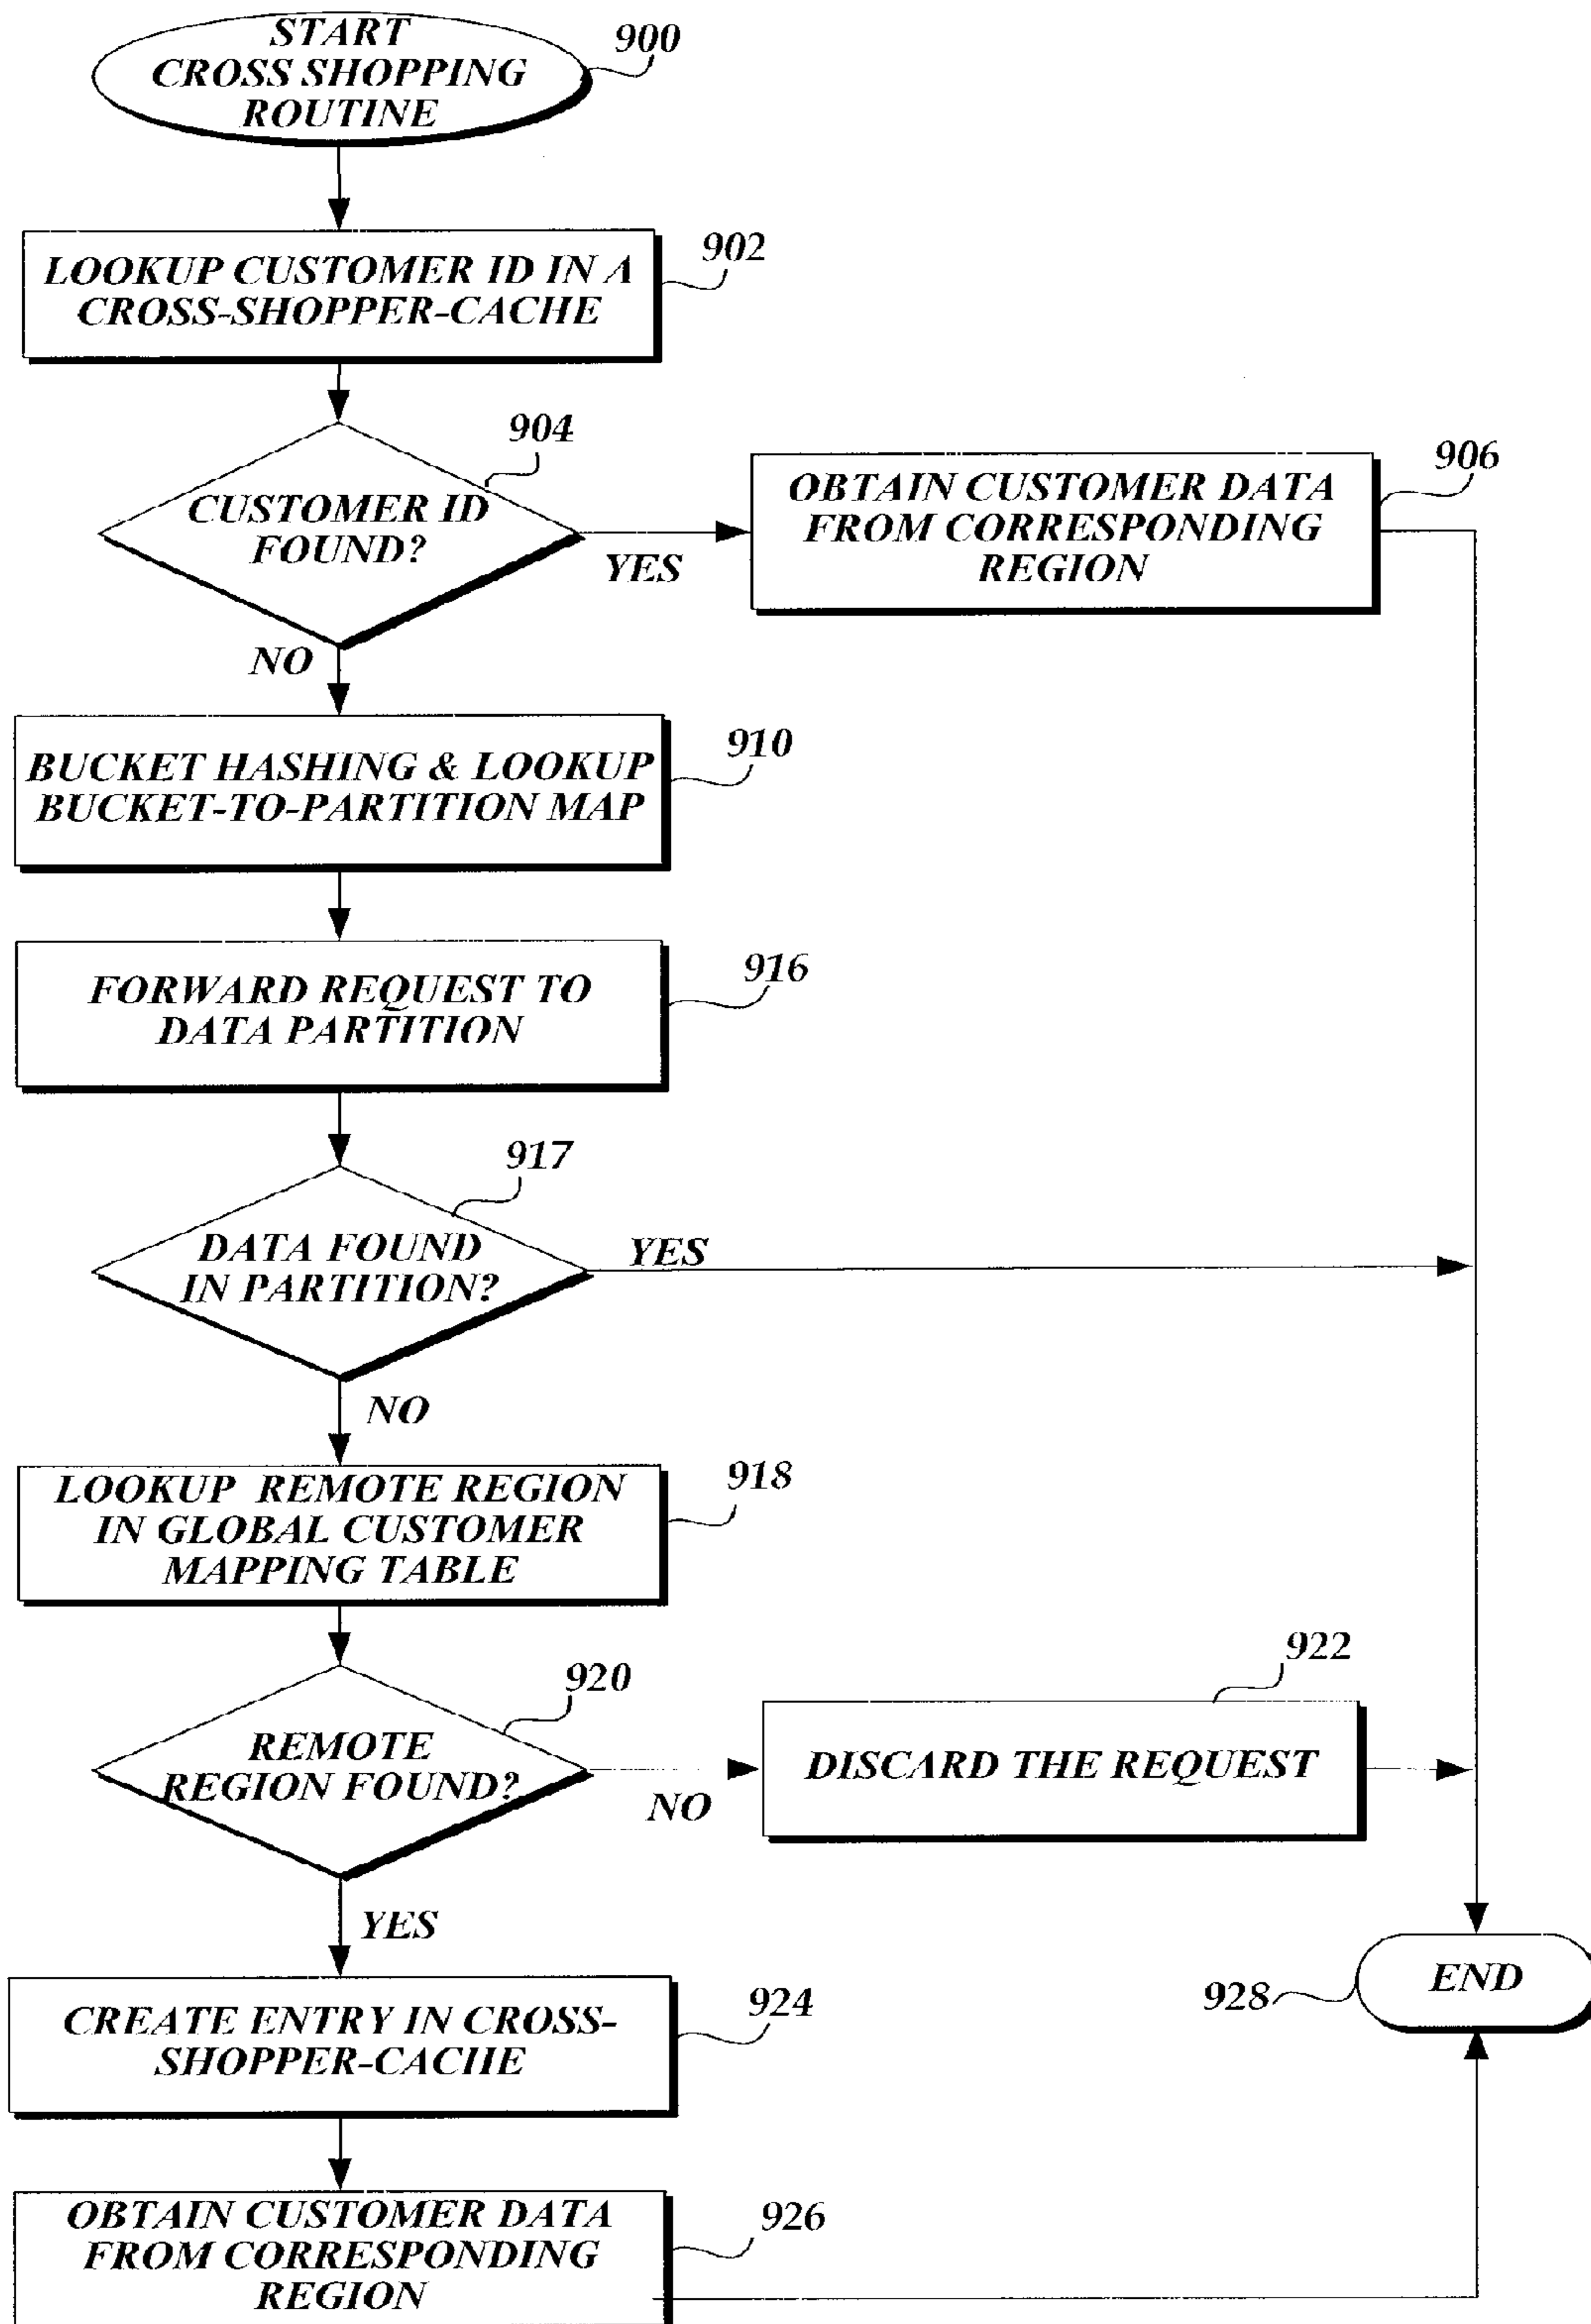 START
CROSS SHOPPING
ROUTINE
900
LOOKUP CUSTOMER ID IN A
CROSS-SHOPPER-CACHE
902
904
CUSTOMER ID
FOUND?
YES
NO
OBTAIN CUSTOMER DATA
FROM CORRESPONDING
REGION
906
BUCKET HASHING & LOOKUP
BUCKET-TO-PARTITION MAP
910
FORWARD REQUEST TO
DATA PARTITION
916
917
DATA FOUND
IN PARTITION?
YES
NO
LOOKUP REMOTE REGION
IN GLOBAL CUSTOMER
MAPPING TABLE
918
920
REMOTE
REGION FOUND?
NO
922
DISCARD THE REQUEST
YES
CREATE ENTRY IN CROSS-
SHOPPER-CACHE
924
928
END
OBTAIN CUSTOMER DATA
FROM CORRESPONDING
REGION
926